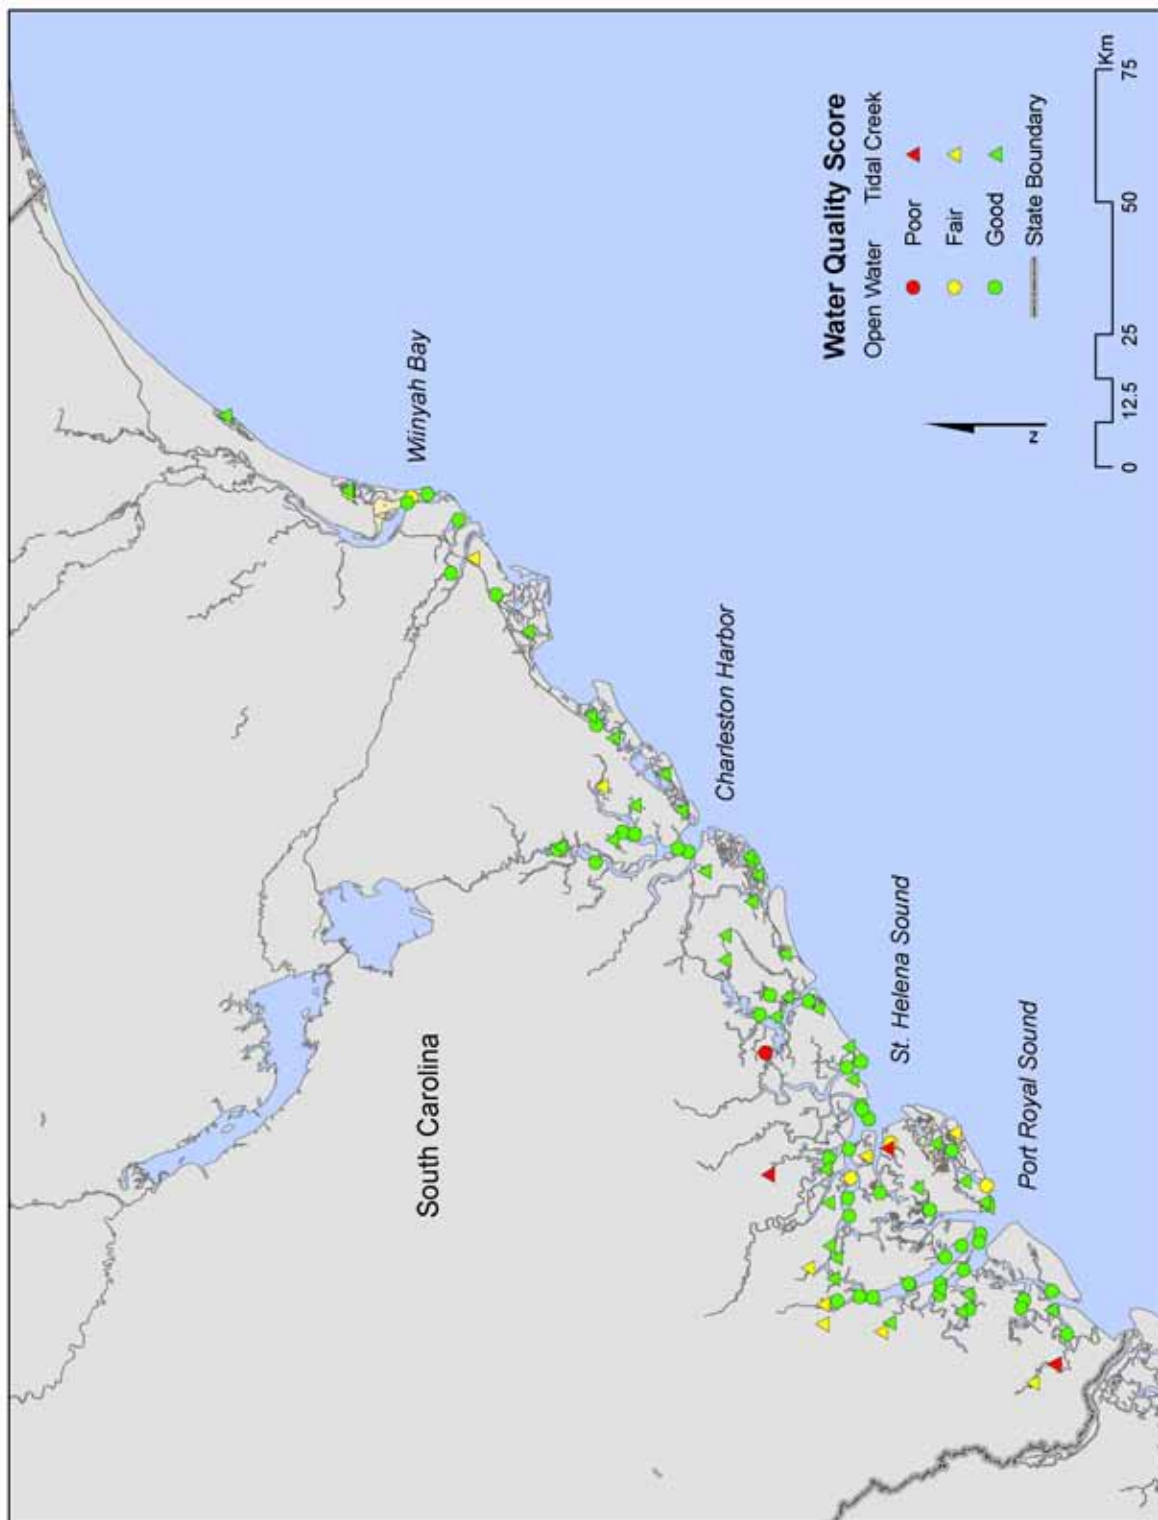 South Carolina
Winyah Bay
Charleston Harbor
St. Helena Sound
Port Royal Sound
Water Quality Score
Open Water Tidal Creek
Poor
Fair
Good
State Boundary
N
0 12.5 25 50 75
Km